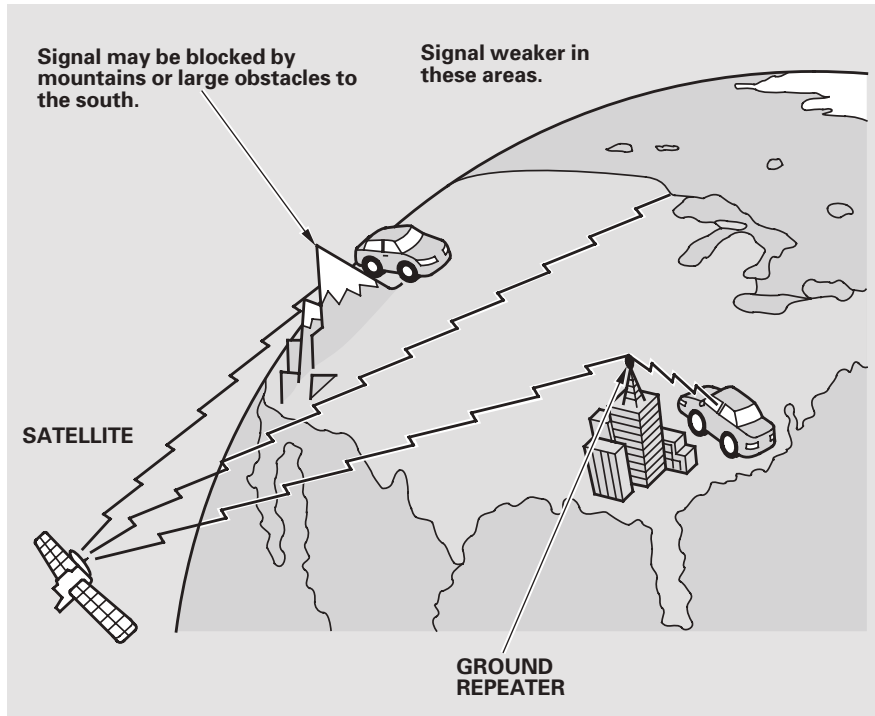 Signal may be blocked by
mountains or large obstacles to
the south.
Signal weaker in
these areas.
SATELLITE
GROUND
REPEATER